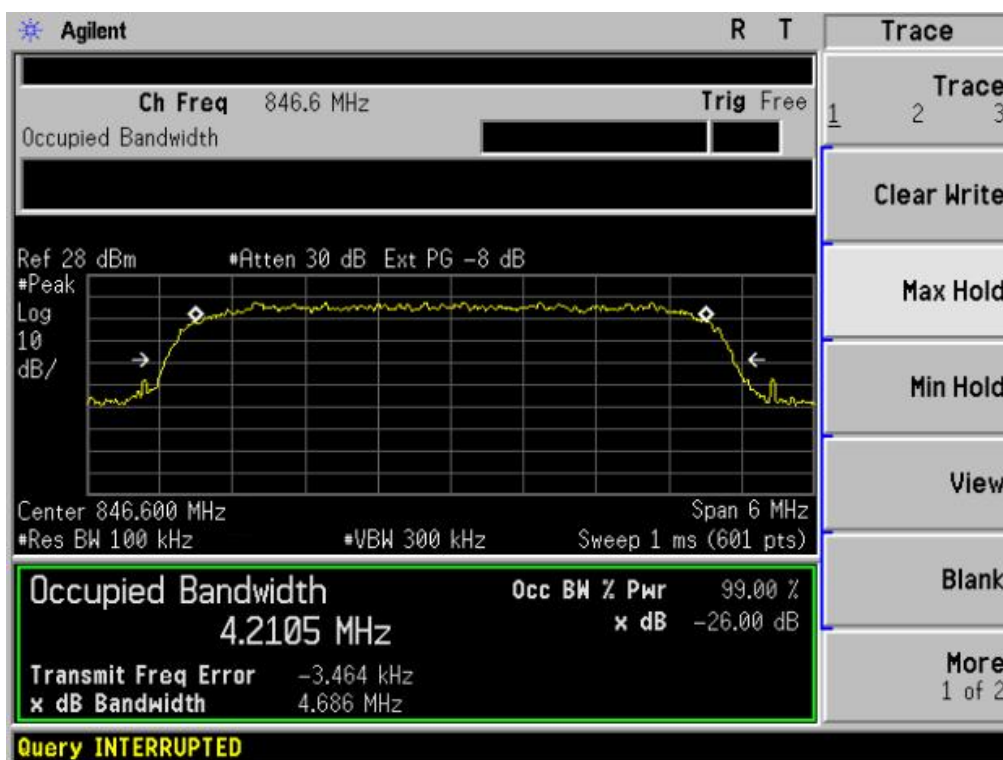 Agilent R T Trace
Ch Freq 846.6 MHz Trig Free
Occupied Bandwidth
Trace
1 2 3
Clear Write
Max Hold
Min Hold
View
Blank
More
1 of 2
Ref 28 dBm #Atten 30 dB Ext PG -8 dB
#Peak
Log
10
dB/
Center 846.600 MHz Span 6 MHz
#Res BW 100 kHz #VBW 300 kHz Sweep 1 ms (601 pts)
Occupied Bandwidth Occ BW % Pwr 99.00 %
4.2105 MHz x dB -26.00 dB
Transmit Freq Error -3.464 kHz
x dB Bandwidth 4.686 MHz
Query INTERRUPTED